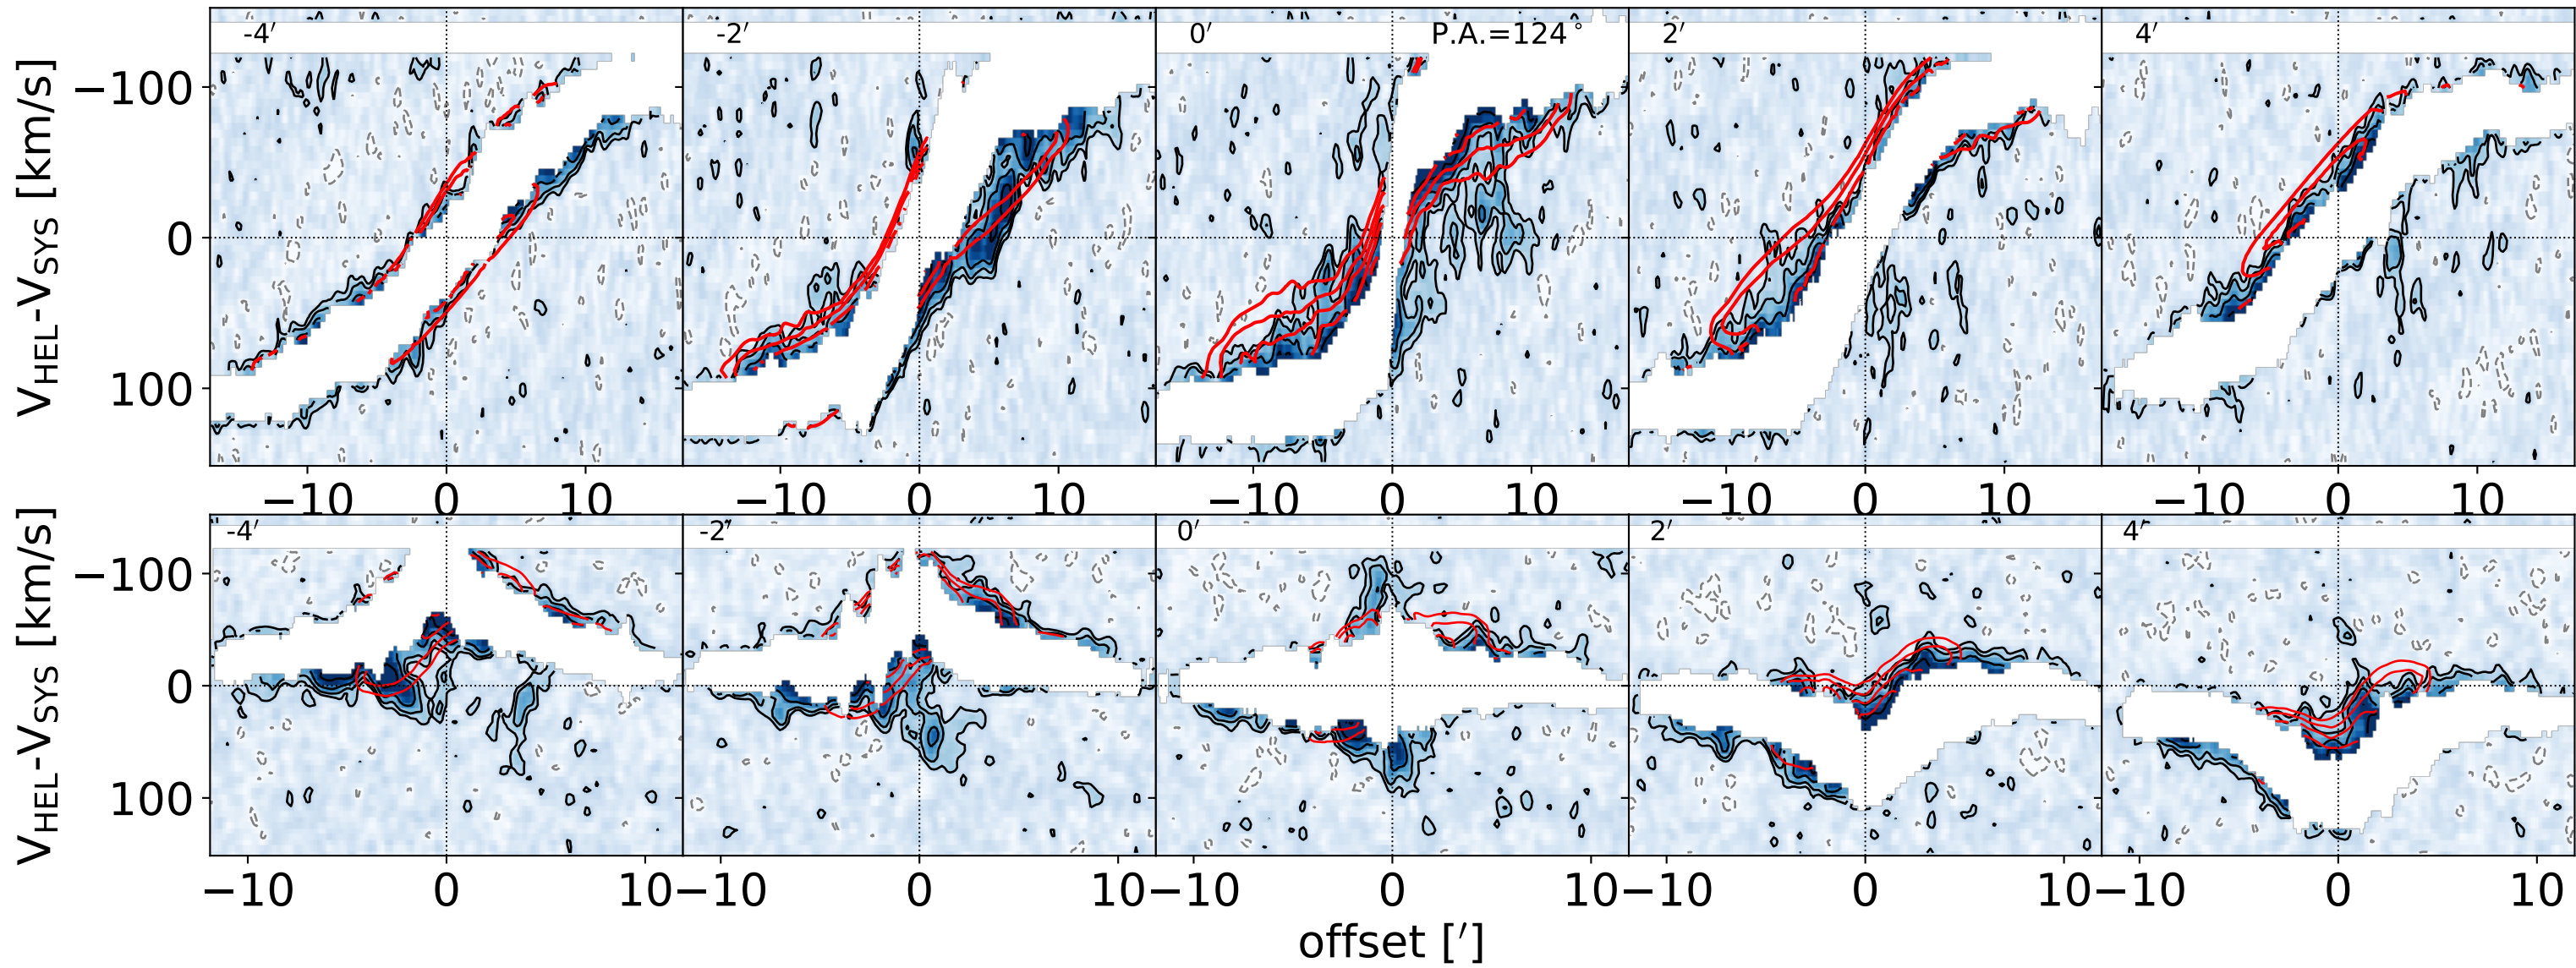 -4′ -2′ 0′ P.A.=124° 2′ 4′
V_HEL-V_SYS [km/s]
−100
0
100
−10 0 10 −10 0 10 −10 0 10 −10 0 10 −10 0 10
-4′ -2′ 0′ 2′ 4′
V_HEL-V_SYS [km/s]
−100
0
100
−10 0 10 −10 0 10 −10 0 10 −10 0 10 −10 0 10
offset [′]